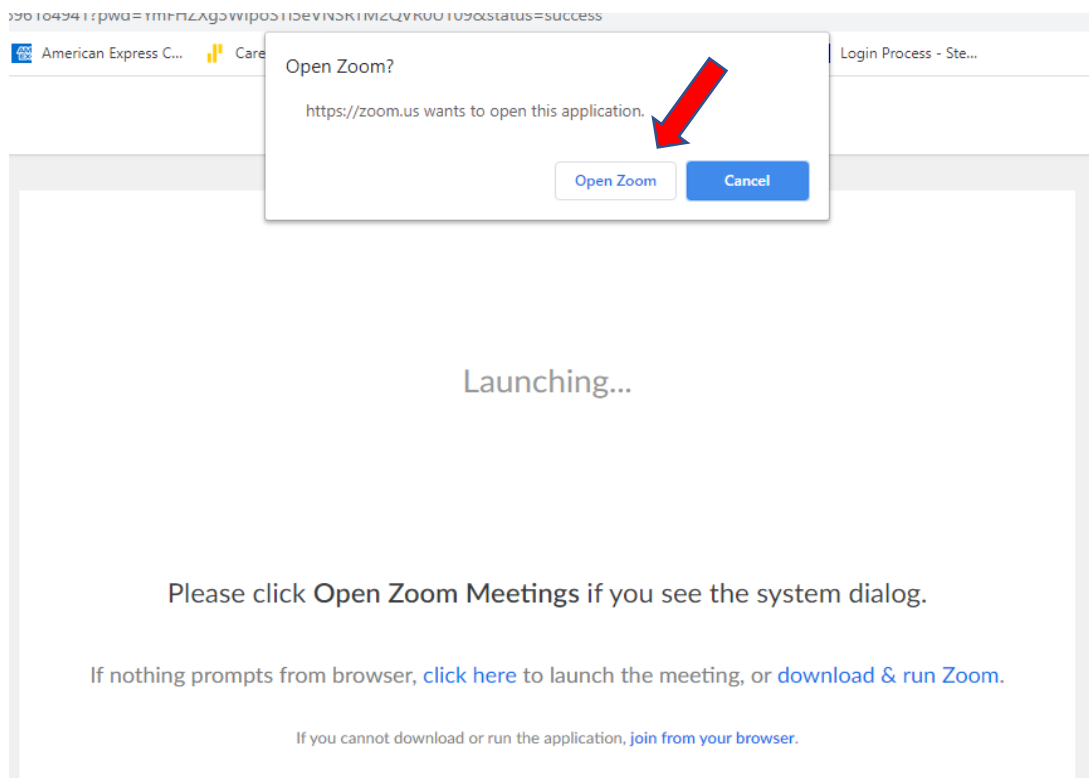 American Express C...
Care
Login Process - Ste...
Open Zoom?
https://zoom.us wants to open this application.
Open Zoom
Cancel
Launching...
Please click Open Zoom Meetings if you see the system dialog.
If nothing prompts from browser, click here to launch the meeting, or download & run Zoom.
If you cannot download or run the application, join from your browser.